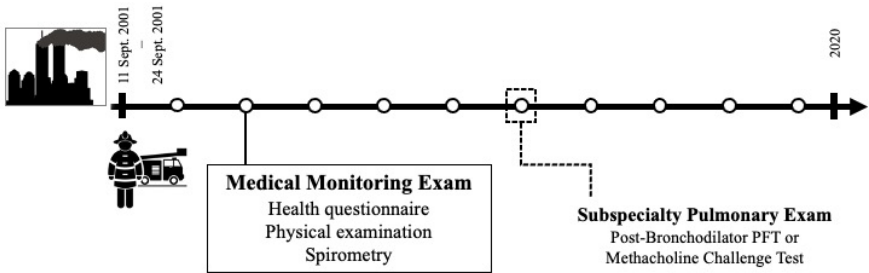 11 Sept. 2001
–
24 Sept. 2001
2020
Medical Monitoring Exam
Health questionnaire
Physical examination
Spirometry
Subspecialty Pulmonary Exam
Post-Bronchodilator PFT or
Methacholine Challenge Test